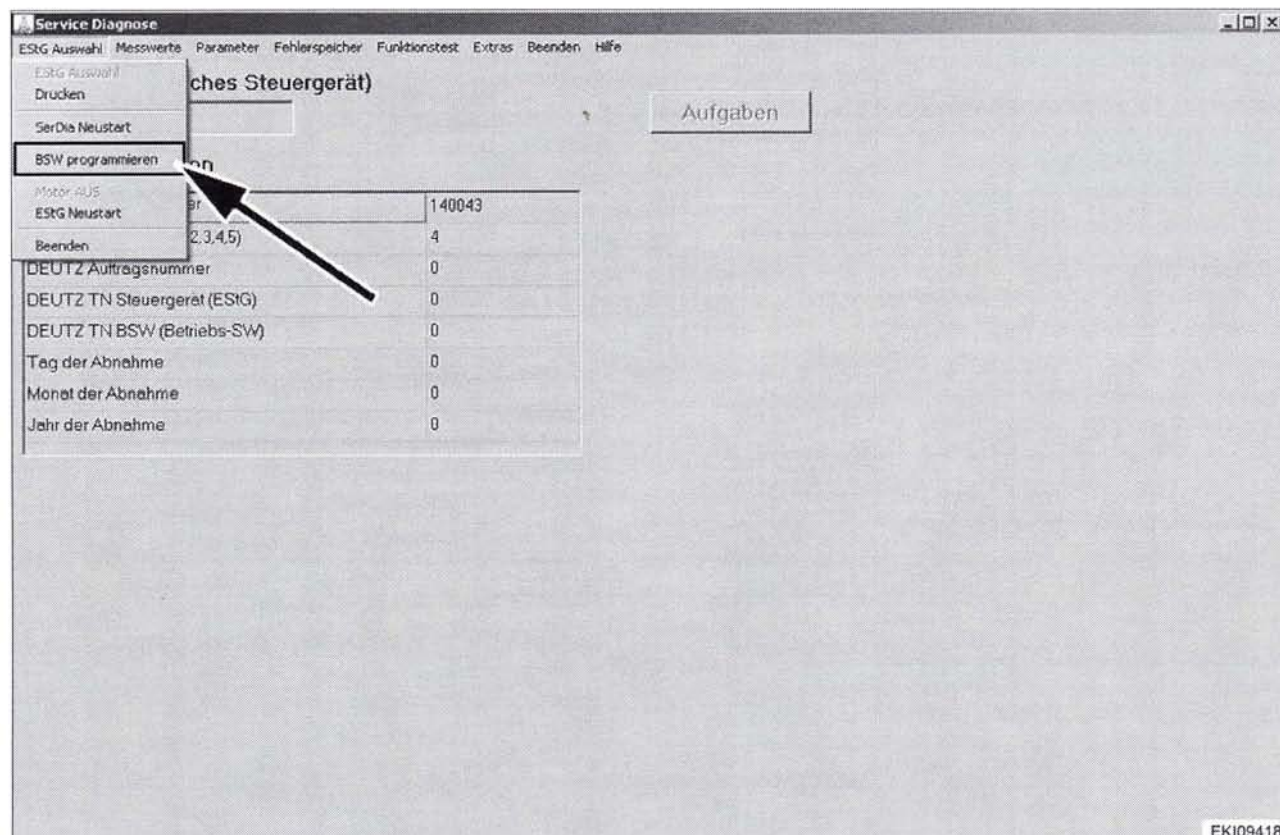 Service Diagnose
EStG Auswahl Messwerte Parameter Fehlerspeicher Funktionstest Extras Beenden Hilfe
EStG Auswahl
ches Steuergerät)
Drucken
Aufgaben
SerDia Neustart
BSW programmieren
en
Motor AUS
er 140043
EStG Neustart
2,3,4,5) 4
Beenden
DEUTZ Auftragsnummer 0
DEUTZ TN Steuergerät (EStG) 0
DEUTZ TN BSW (Betriebs-SW) 0
Tag der Abnahme 0
Monat der Abnahme 0
Jahr der Abnahme 0
EKI09418